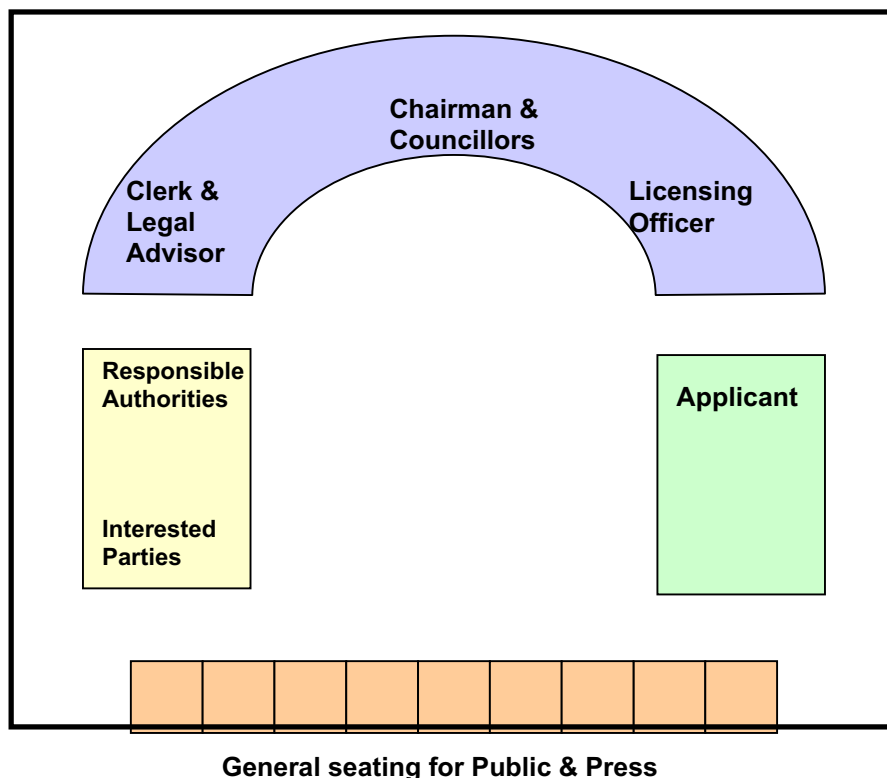 Chairman &
Councillors
Clerk &
Legal
Advisor
Licensing
Officer
Responsible
Authorities
Interested
Parties
Applicant
General seating for Public & Press